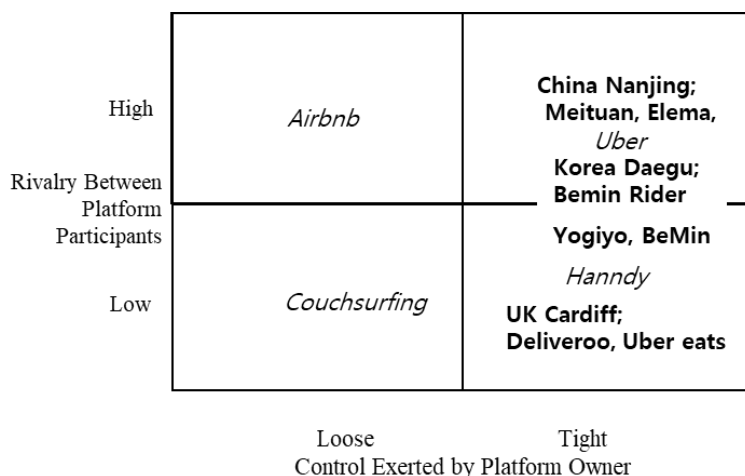 High
Rivalry Between
Platform
Participants
Low
Airbnb
China Nanjing;
Meituan, Elema,
Uber
Korea Daegu;
Bemin Rider
Couchsurfing
Yogiyo, BeMin
Hanndy
UK Cardiff;
Deliveroo, Uber eats
Loose
Tight
Control Exerted by Platform Owner